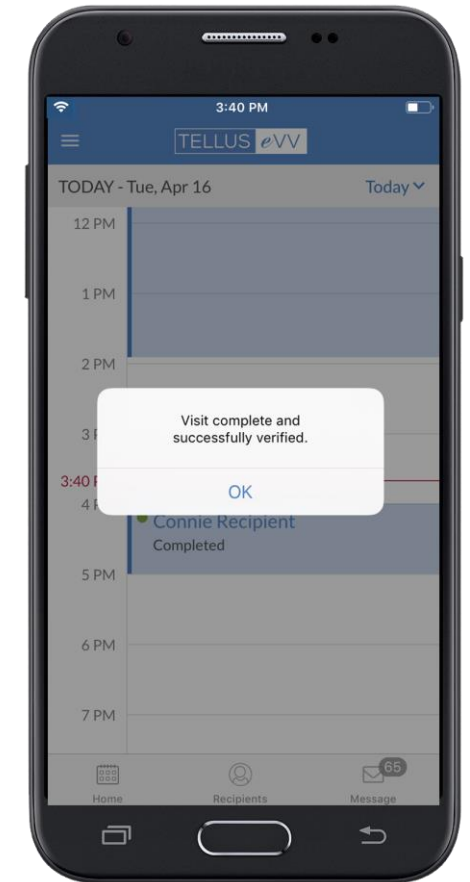 3:40 PM
TELLUS eVV
TODAY - Tue, Apr 16
Today
12 PM
1 PM
2 PM
Visit complete and
successfully verified.
OK
3:40
Connie Recipient
Completed
5 PM
6 PM
7 PM
65
Home
Recipients
Message